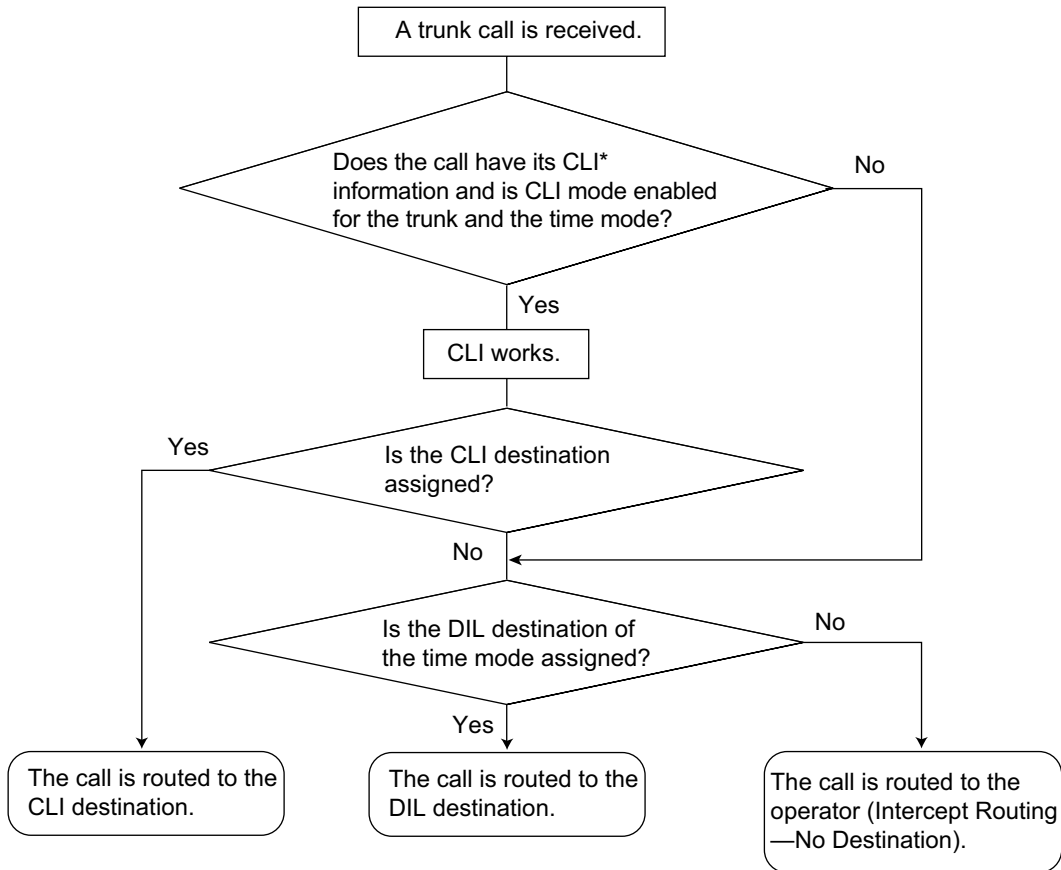 A trunk call is received.
Does the call have its CLI*
information and is CLI mode enabled
for the trunk and the time mode?
No
Yes
CLI works.
Yes
Is the CLI destination
assigned?
No
Is the DIL destination of
the time mode assigned?
No
Yes
The call is routed to the
CLI destination.
The call is routed to the
DIL destination.
The call is routed to the
operator (Intercept Routing
—No Destination).